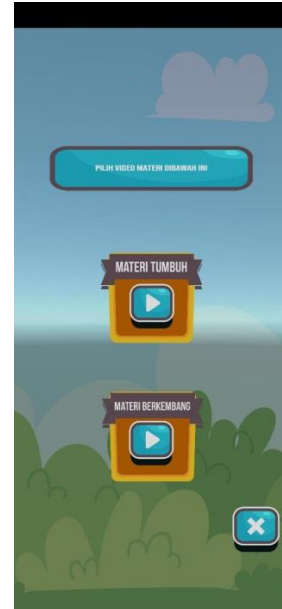 PILIH VIDEO MATERI DIBAWAH INI
MATERI TUMBUH
MATERI BERKEMBANG